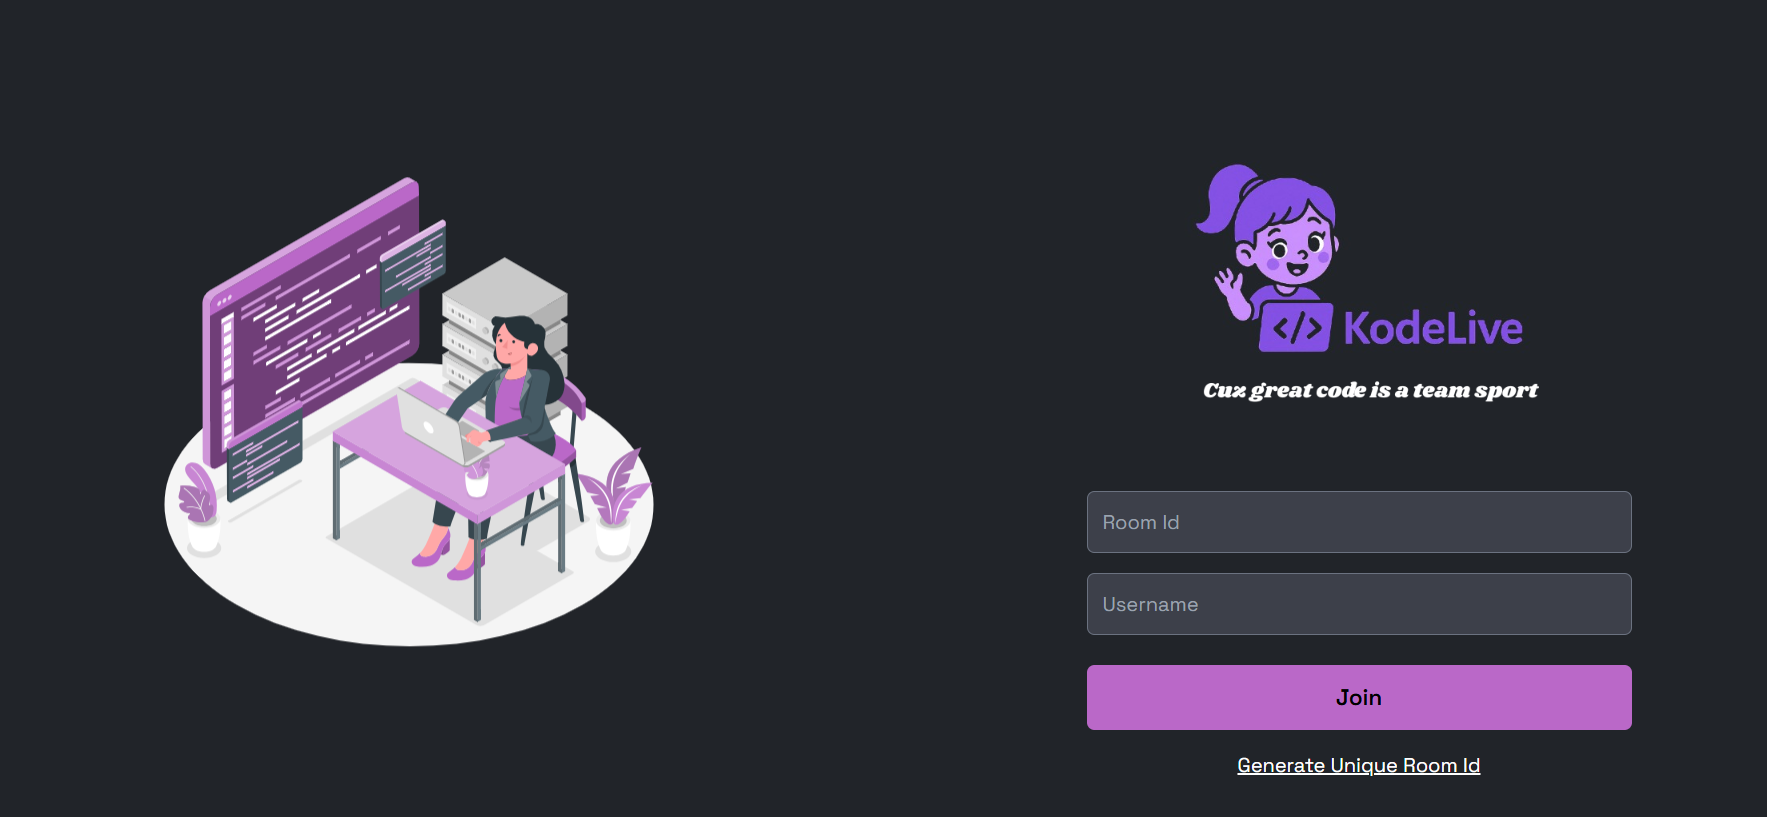 </>
KodeLive
Cuz great code is a team sport
Room Id
Username
Join
Generate Unique Room Id